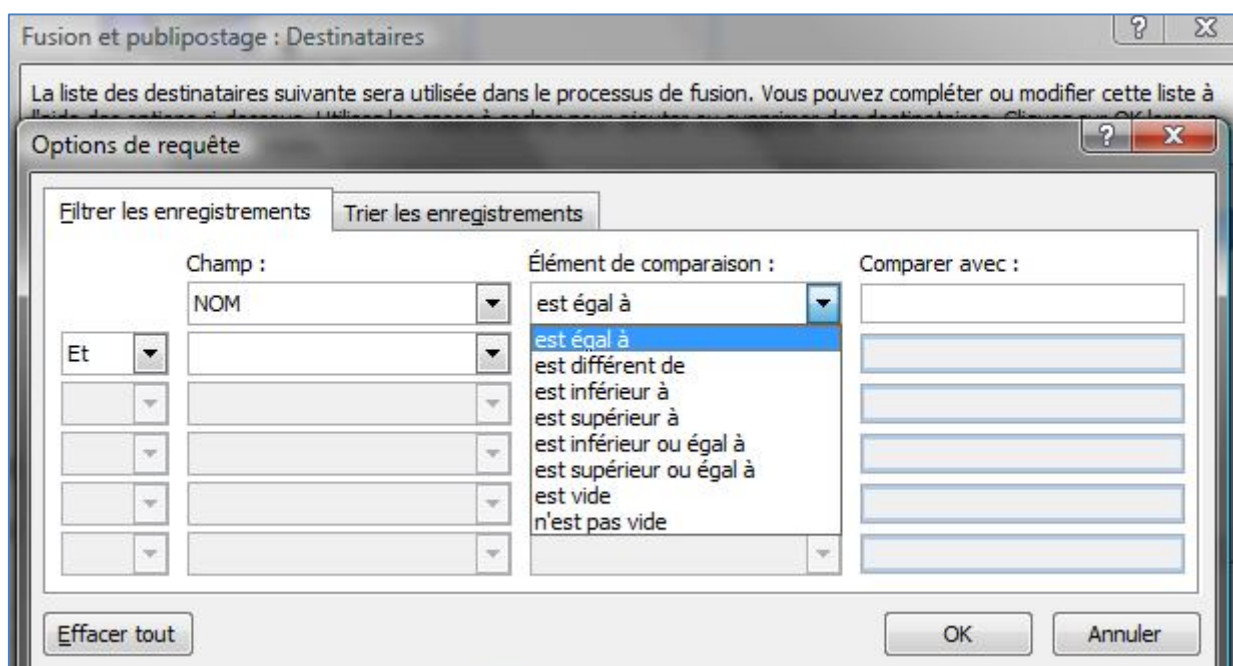 Fusion et publipostage : Destinataires
La liste des destinataires suivante sera utilisée dans le processus de fusion. Vous pouvez compléter ou modifier cette liste à
Options de requête
Filtrer les enregistrements
Trier les enregistrements
Champ :
Élément de comparaison :
Comparer avec :
NOM
est égal à
Et
est égal à
est différent de
est inférieur à
est supérieur à
est inférieur ou égal à
est supérieur ou égal à
est vide
n'est pas vide
Effacer tout
OK
Annuler